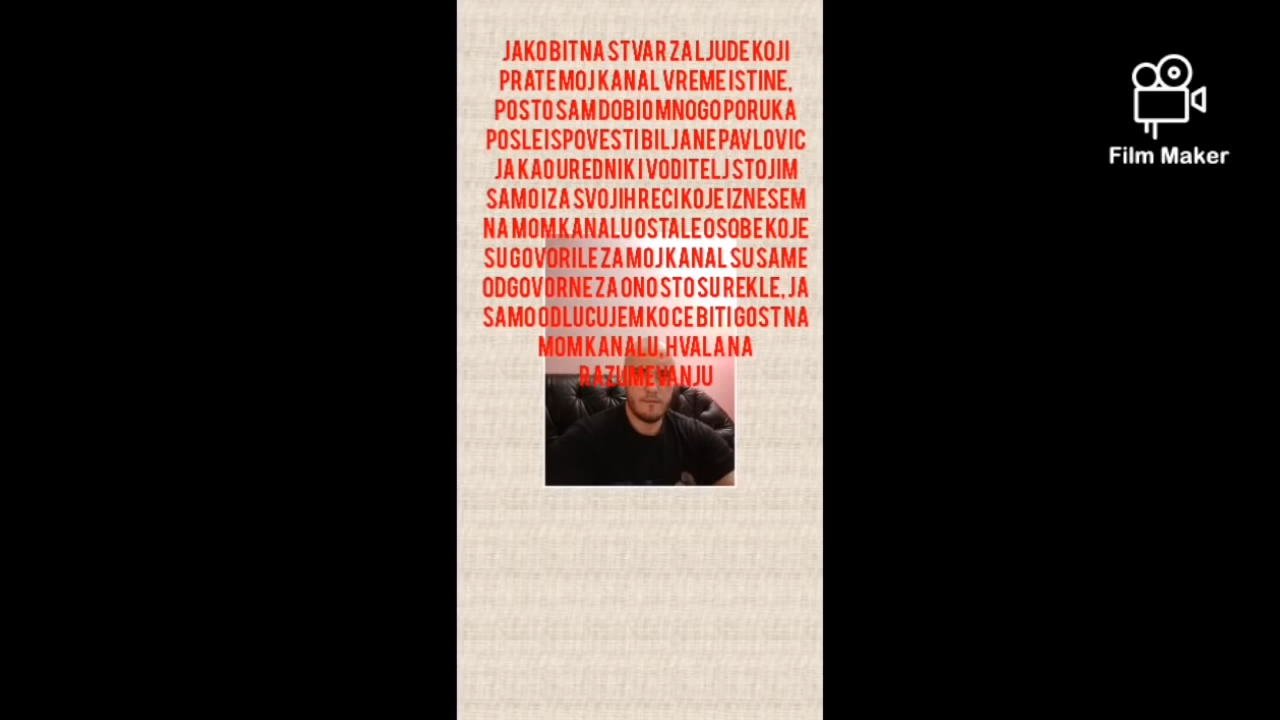 JAKO BITNA STVAR ZA LJUDE KOJI
PRATE MOJ KANAL VREME ISTINE,
POSTO SAM DOBIO MNOGO PORUKA
POSLE ISPOVESTI BILJANE PAVLOVIC
JA KAO UREDNIK I VODITELJ STOJIM
SAMO IZA SVOJIH RECI KOJE IZNESEM
NA MOM KANALU OSTALE OSOBE KOJE
SU GOVORILE ZA MOJ KANAL SU SAME
ODGOVORNE ZA ONO STO SU REKLE, JA
SAMO ODLUCUJEM KO CE BITI GOST NA
MOM KANALU, HVALA NA
RAZUMEVANJU
Film Maker